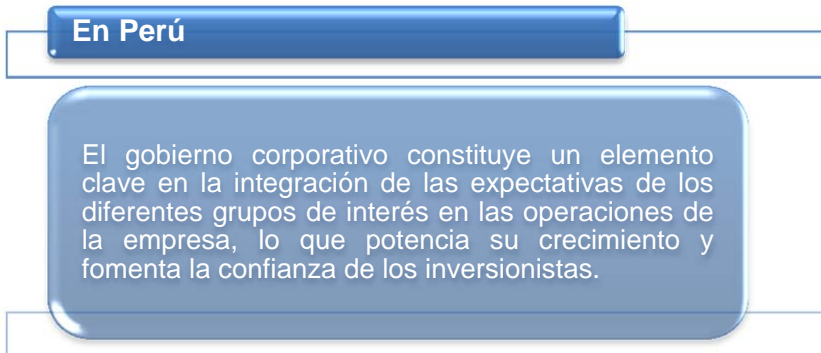 En Perú
El gobierno corporativo constituye un elemento
clave en la integración de las expectativas de los
diferentes grupos de interés en las operaciones de
la empresa, lo que potencia su crecimiento y
fomenta la confianza de los inversionistas.